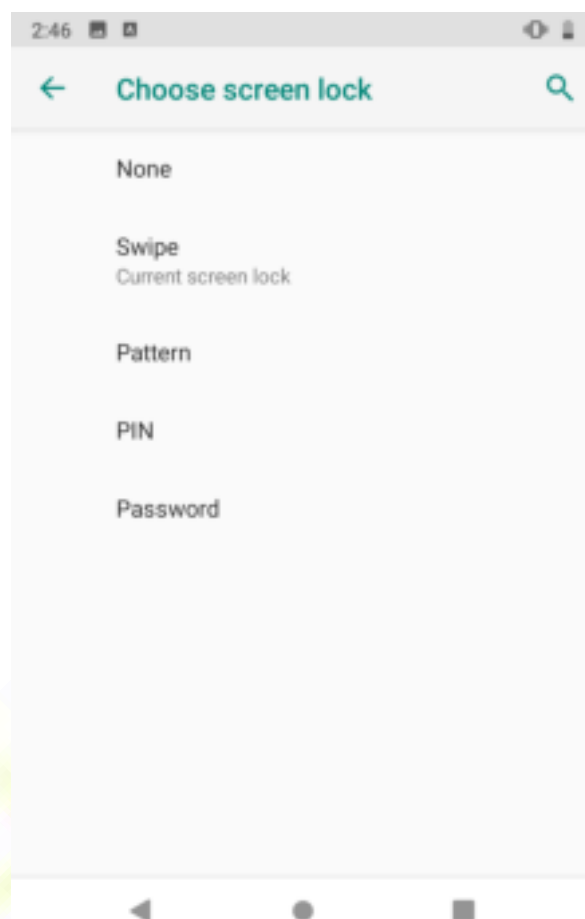 2:46
Choose screen lock
None
Swipe
Current screen lock
Pattern
PIN
Password